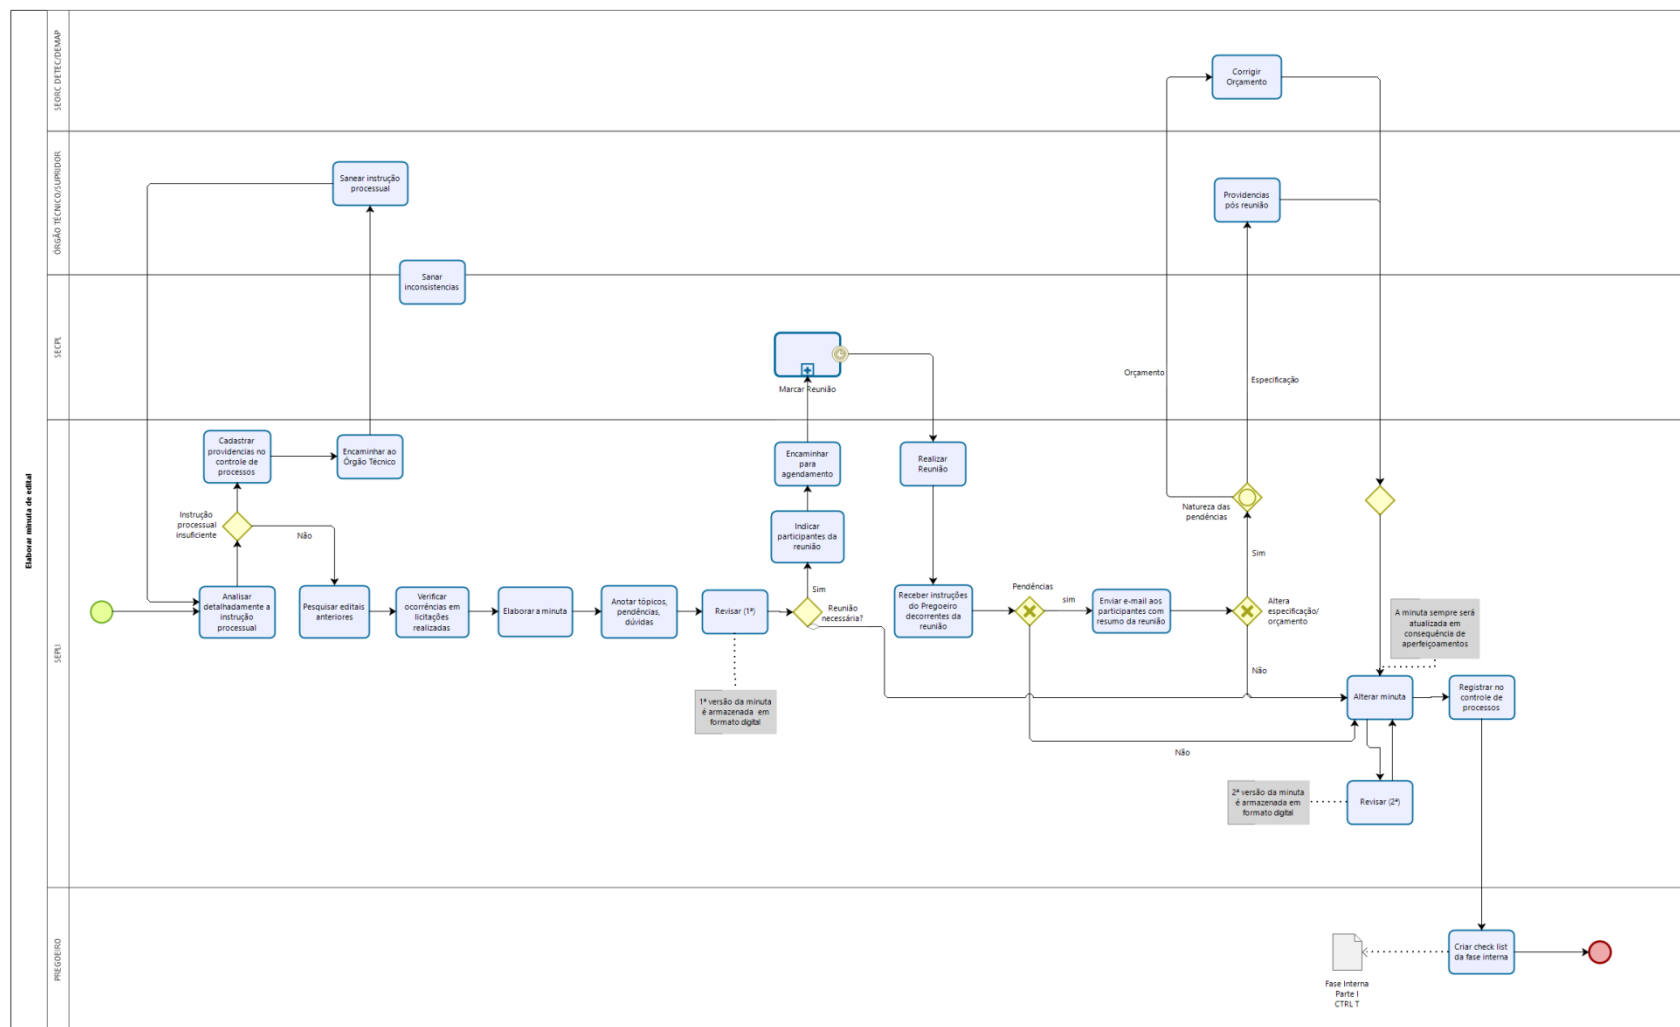 Elaborar minuta de edital
SEORC DETEC/DEMAP
Corrigir
Orçamento
ÓRGÃO TÉCNICO/SUPRIDOR
Sanear instrução
processual
Providencias
pós reunião
Sanar
inconsistencias
SECPL
Marcar Reunião
Orçamento
Especificação
SEPLI
Cadastrar
providencias no
controle de
processos
Encaminhar ao
Órgão Técnico
Encaminhar
para
agendamento
Realizar
Reunião
Instrução
processual
insuficiente
Não
Indicar
participantes da
reunião
Natureza das
pendências
Sim
Sim
Analisar
detalhadamente a
instrução
processual
Pesquisar editais
anteriores
Verificar
ocorrências em
licitações
realizadas
Elaborar a minuta
Anotar tópicos,
pendências,
dúvidas
Revisar (1ª)
Reunião
necessária?
Receber instruções
do Pregoeiro
decorrentes da
reunião
Pendências
sim
Enviar e-mail aos
participantes com
resumo da reunião
Altera
especificação/
orçamento
A minuta sempre será
atualizada em
consequência de
aperfeiçoamentos
Não
1ª versão da minuta
é armazenada em
formato digital
Alterar minuta
Registrar no
controle de
processos
Não
2ª versão da minuta
é armazenada em
formato digital
Revisar (2ª)
PREGOEIRO
Criar check list
da fase interna
Fase Interna
Parte I
CTRL T